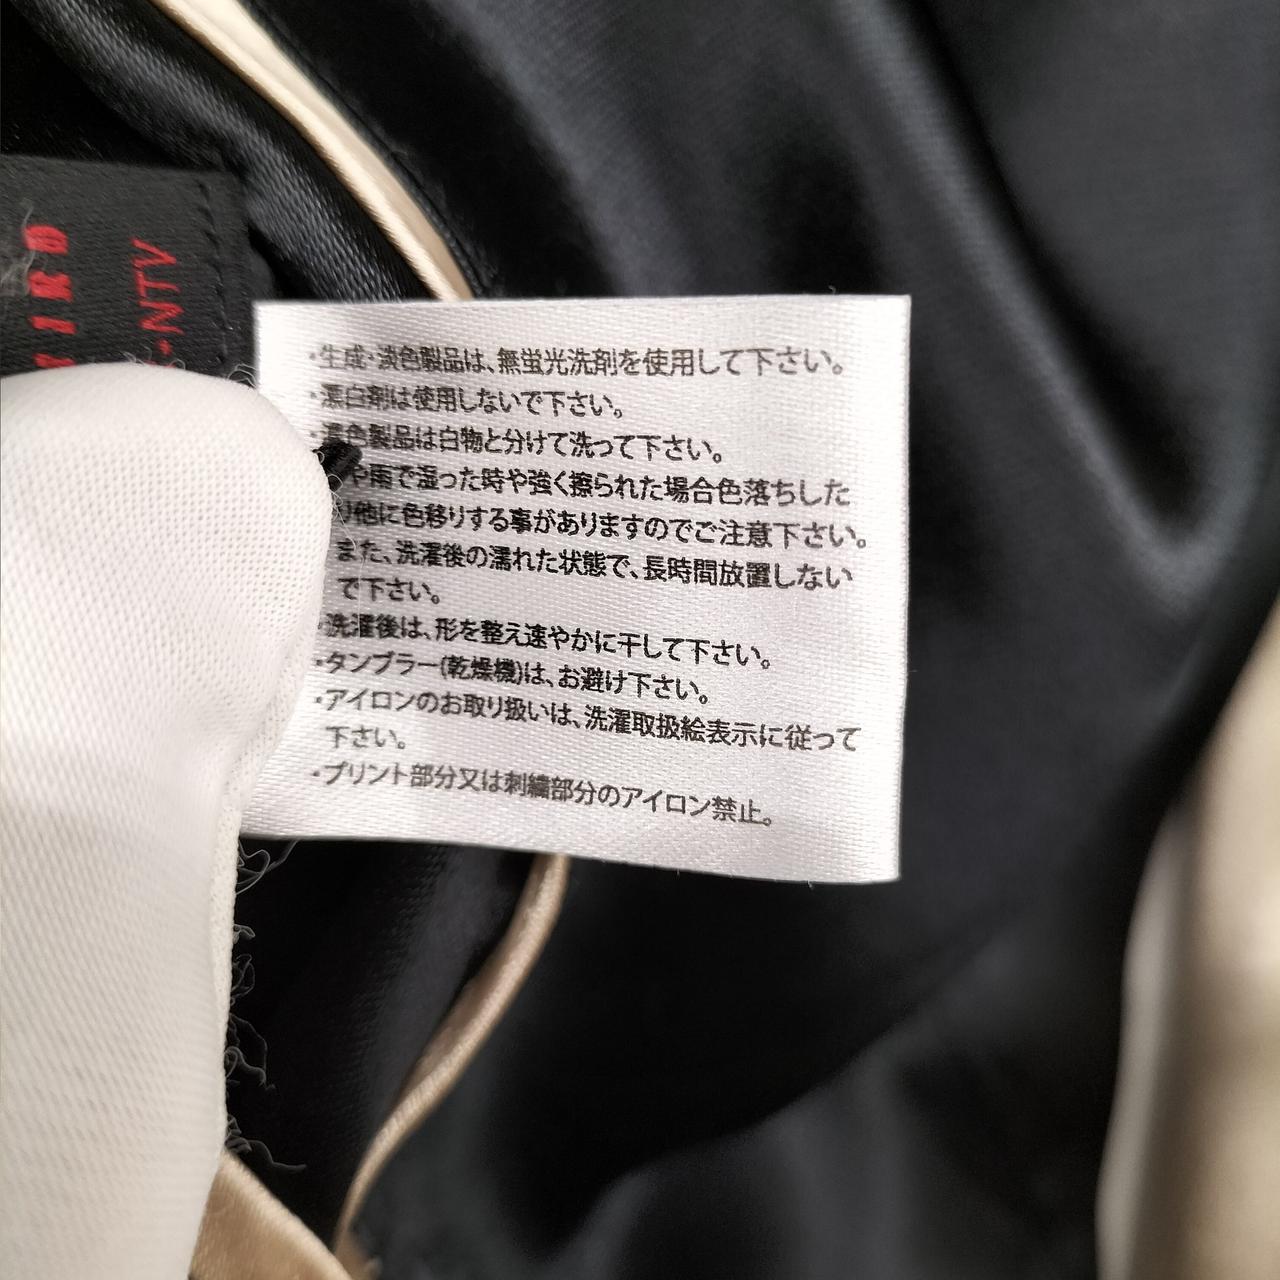 ・生成・淡色製品は、無蛍光洗剤を使用して下さい。
・漂白剤は使用しないで下さい。
・濃色製品は白物と分けて洗って下さい。
や雨で湿った時や強く擦られた場合色落ちした
り他に色移りする事がありますのでご注意下さい。
また、洗濯後の濡れた状態で、長時間放置しない
で下さい。
・洗濯後は、形を整え速やかに干して下さい。
・タンブラー(乾燥機)は、お避け下さい。
・アイロンのお取り扱いは、洗濯取扱絵表示に従って
下さい。
・プリント部分又は刺繍部分のアイロン禁止。
・NTV